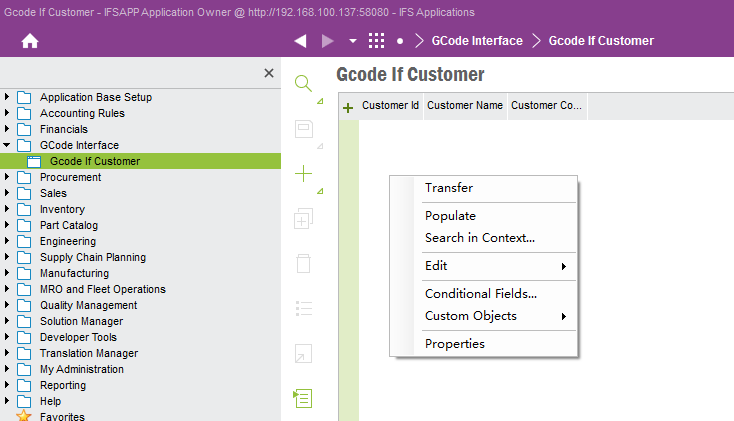 Gcode If Customer - IFSAPP Application Owner @ http://192.168.100.137:58080 - IFS Applications
GCode Interface
Gcode If Customer
Application Base Setup
Accounting Rules
Financials
GCode Interface
Gcode If Customer
Procurement
Sales
Inventory
Part Catalog
Engineering
Supply Chain Planning
Manufacturing
MRO and Fleet Operations
Quality Management
Solution Manager
Developer Tools
Translation Manager
My Administration
Reporting
Help
Favorites
Gcode If Customer
Customer Id Customer Name Customer Co...
Transfer
Populate
Search in Context...
Edit
Conditional Fields...
Custom Objects
Properties